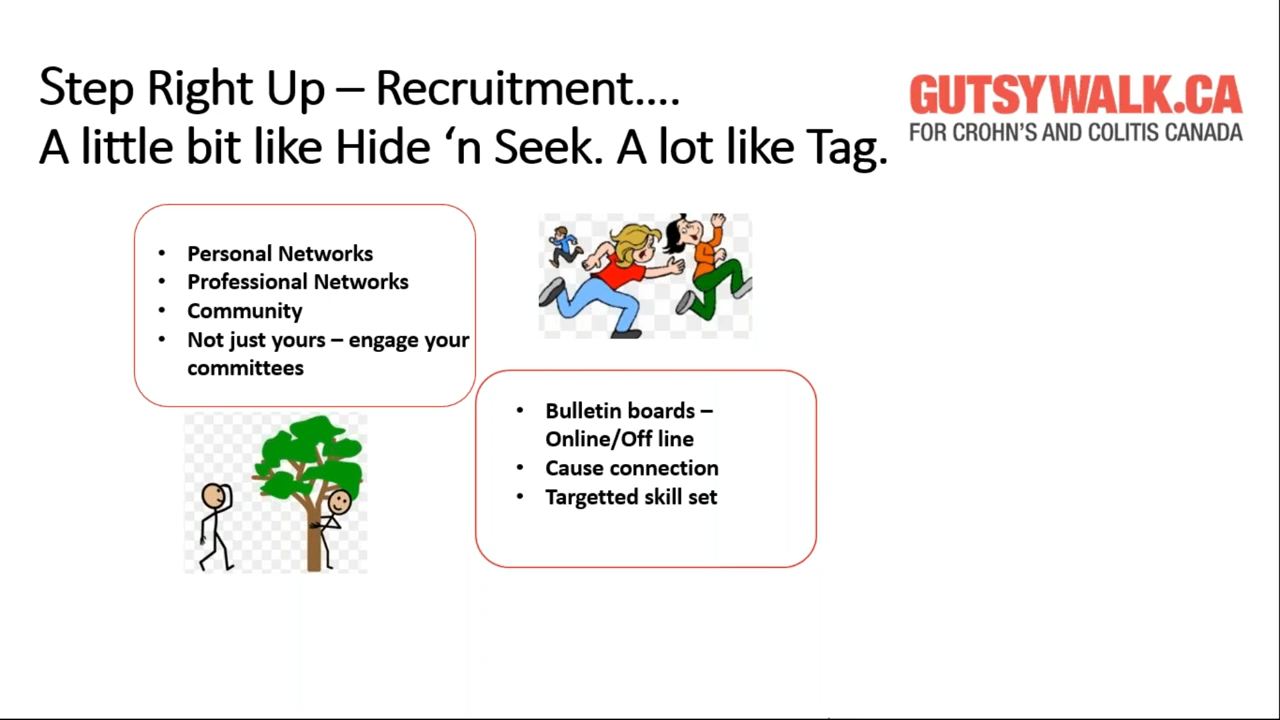 Step Right Up – Recruitment....
A little bit like Hide ‘n Seek. A lot like Tag.
GUTSYWALK.CA
FOR CROHN'S AND COLITIS CANADA
• Personal Networks
• Professional Networks
• Community
• Not just yours – engage your
committees
• Bulletin boards –
Online/Off line
• Cause connection
• Targetted skill set